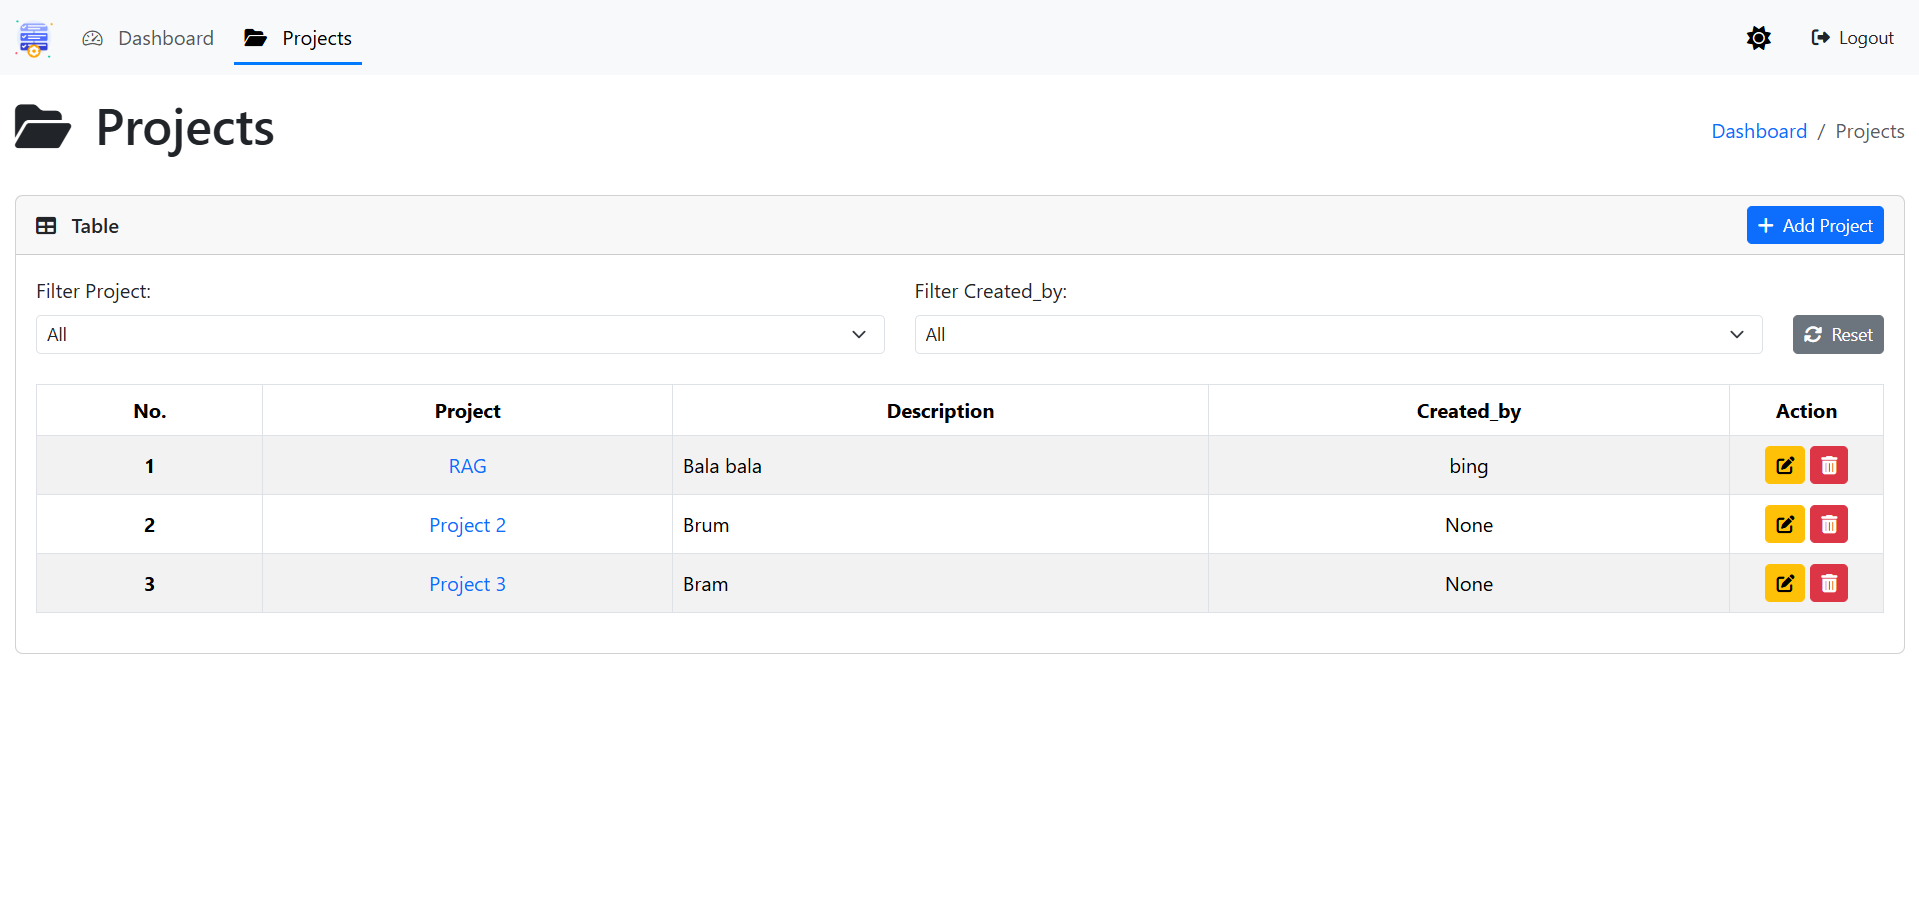 Dashboard Projects Logout
Projects
Dashboard / Projects
Table Add Project
Filter Project: Filter Created_by:
All All Reset
No. Project Description Created_by Action
1 RAG Bala bala bing
2 Project 2 Brum None
3 Project 3 Bram None